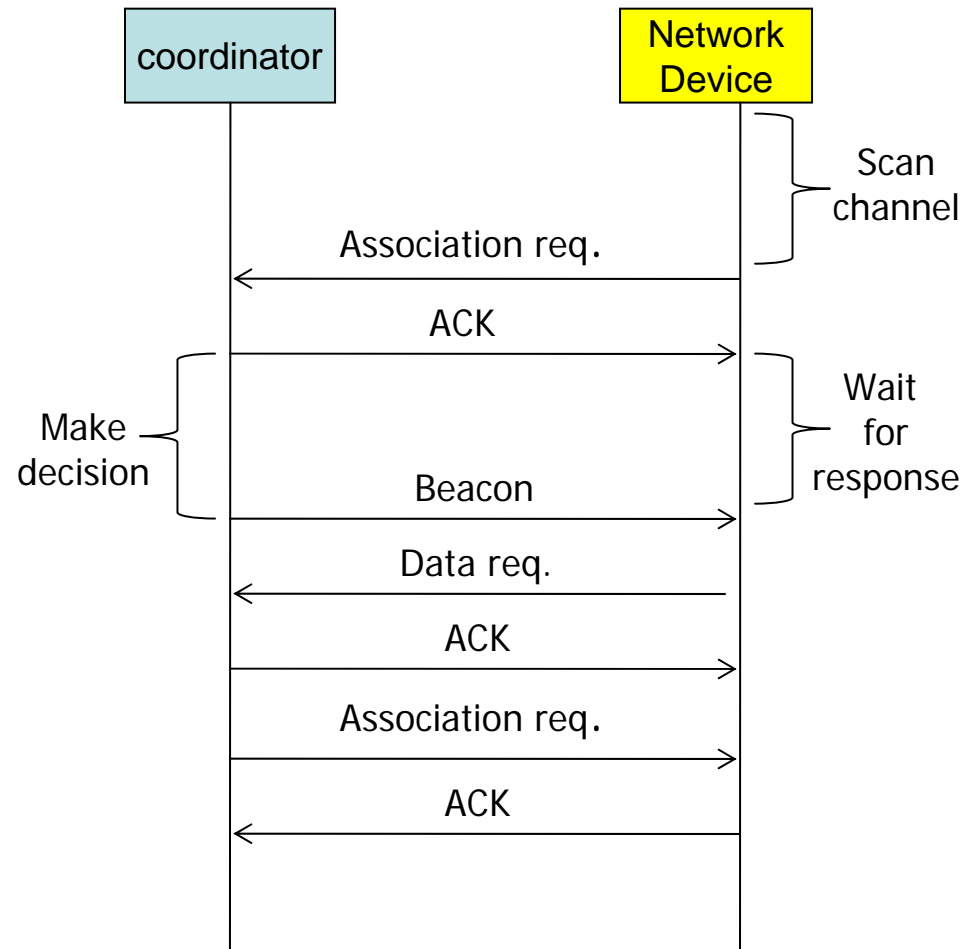 coordinator
Network
Device
Scan
channel
Association req.
ACK
Make
decision
Wait
for
response
Beacon
Data req.
ACK
Association req.
ACK